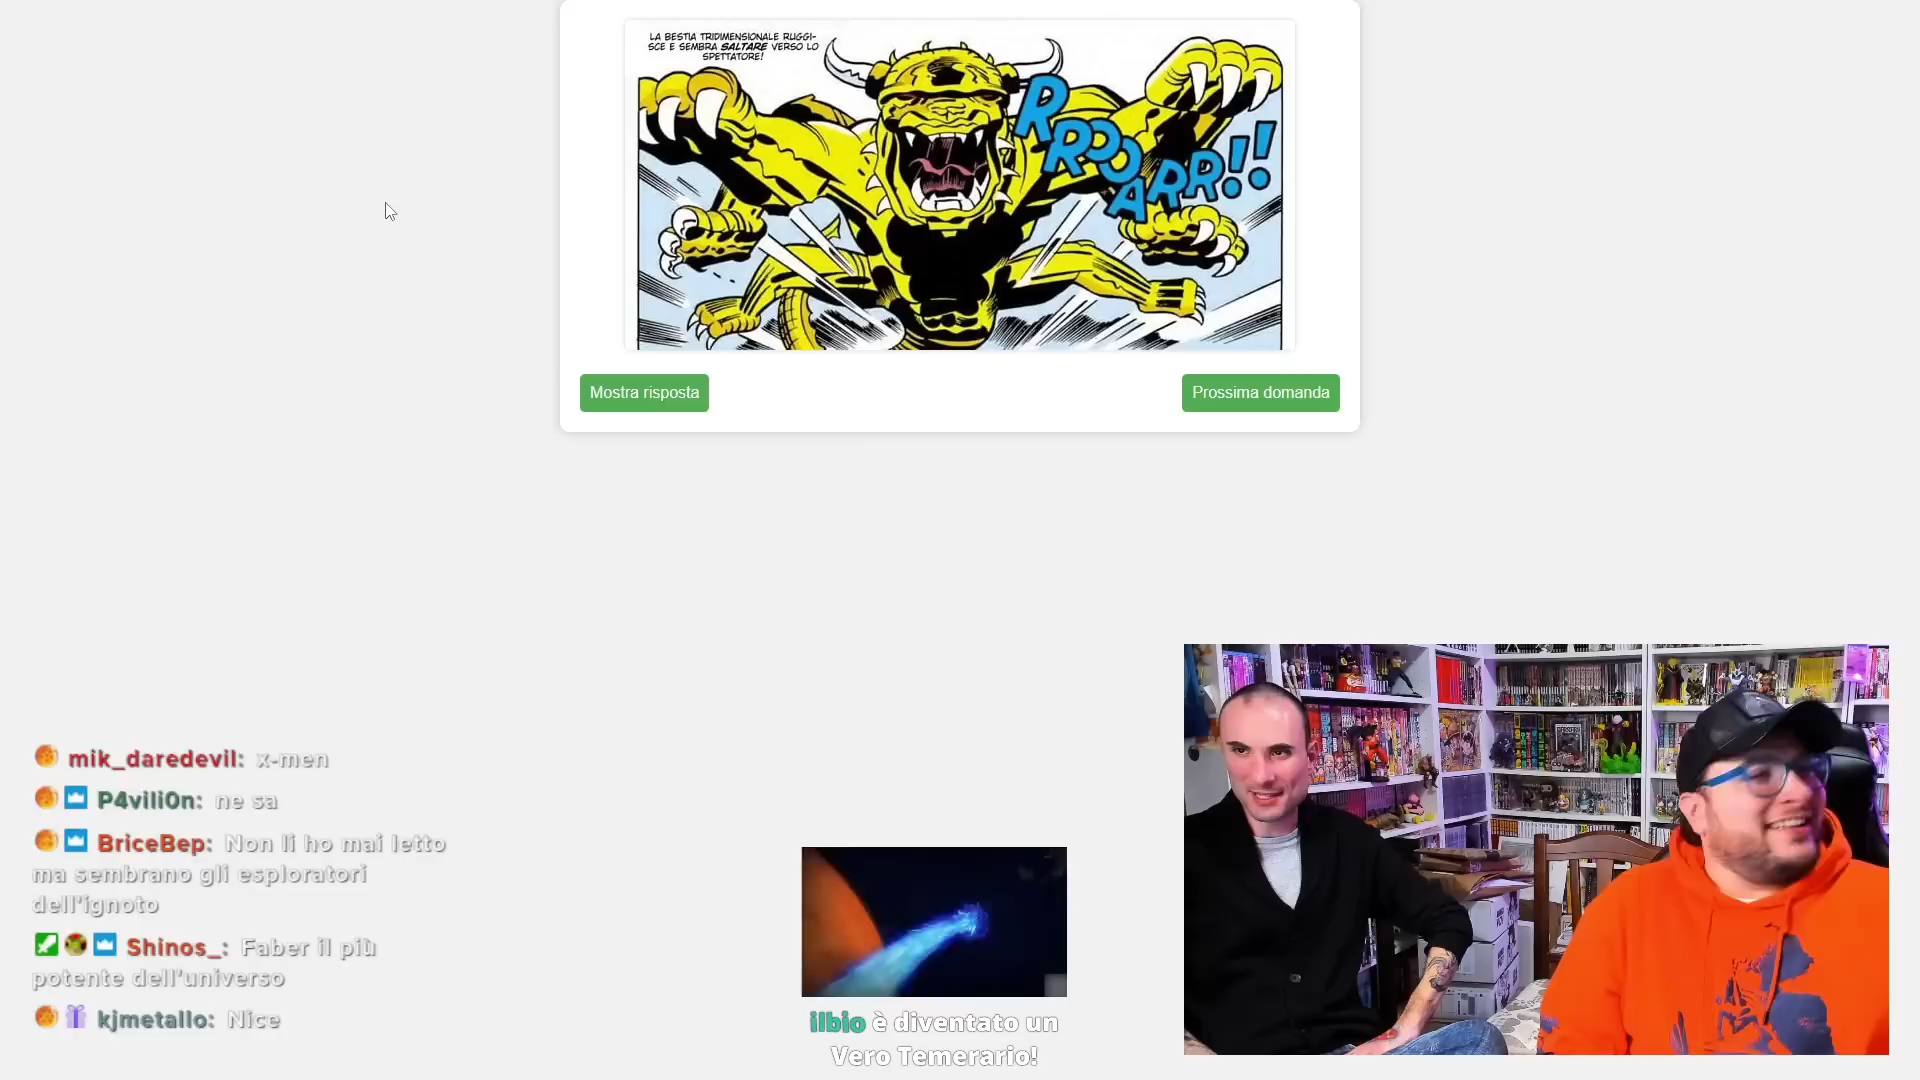 LA BESTIA TRIDIMENSIONALE RUGGI-
SCE E SEMBRA SALTARE VERSO LO
SPETTATORE!
RROOOARR!!
Mostra risposta
Prossima domanda
mik_daredevil: x-men
P4vili0n: ne sa
BriceBep: Non li ho mai letto
ma sembrano gli esploratori
dell'ignoto
Shinos_: Faber il più
potente dell'universo
kjmetallo: Nice
ilbio è diventato un
Vero Temerario!